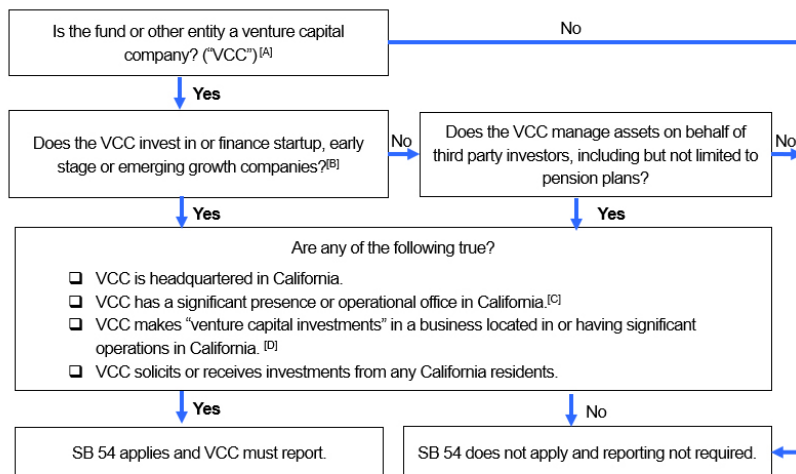 Is the fund or other entity a venture capital
company? (“VCC”) [A]
No
Yes
Does the VCC invest in or finance startup, early
stage or emerging growth companies?[B]
No
Does the VCC manage assets on behalf of
third party investors, including but not limited to
pension plans?
No
Yes
Yes
Are any of the following true?
❑ VCC is headquartered in California.
❑ VCC has a significant presence or operational office in California.[C]
❑ VCC makes “venture capital investments” in a business located in or having significant
operations in California. [D]
❑ VCC solicits or receives investments from any California residents.
Yes
No
SB 54 applies and VCC must report.
SB 54 does not apply and reporting not required.